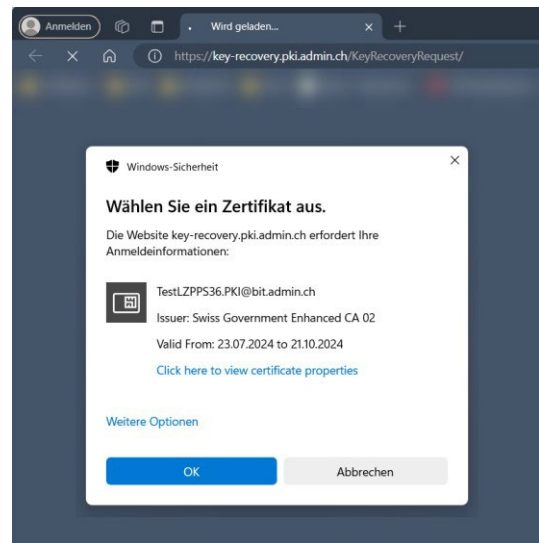 Anmelden
Wird geladen...
https://key-recovery.pki.admin.ch/KeyRecoveryRequest/
Windows-Sicherheit
Wählen Sie ein Zertifikat aus.
Die Website key-recovery.pki.admin.ch erfordert Ihre
Anmeldeinformationen:
TestLZPPS36.PKI@bit.admin.ch
Issuer: Swiss Government Enhanced CA 02
Valid From: 23.07.2024 to 21.10.2024
Click here to view certificate properties
Weitere Optionen
OK
Abbrechen